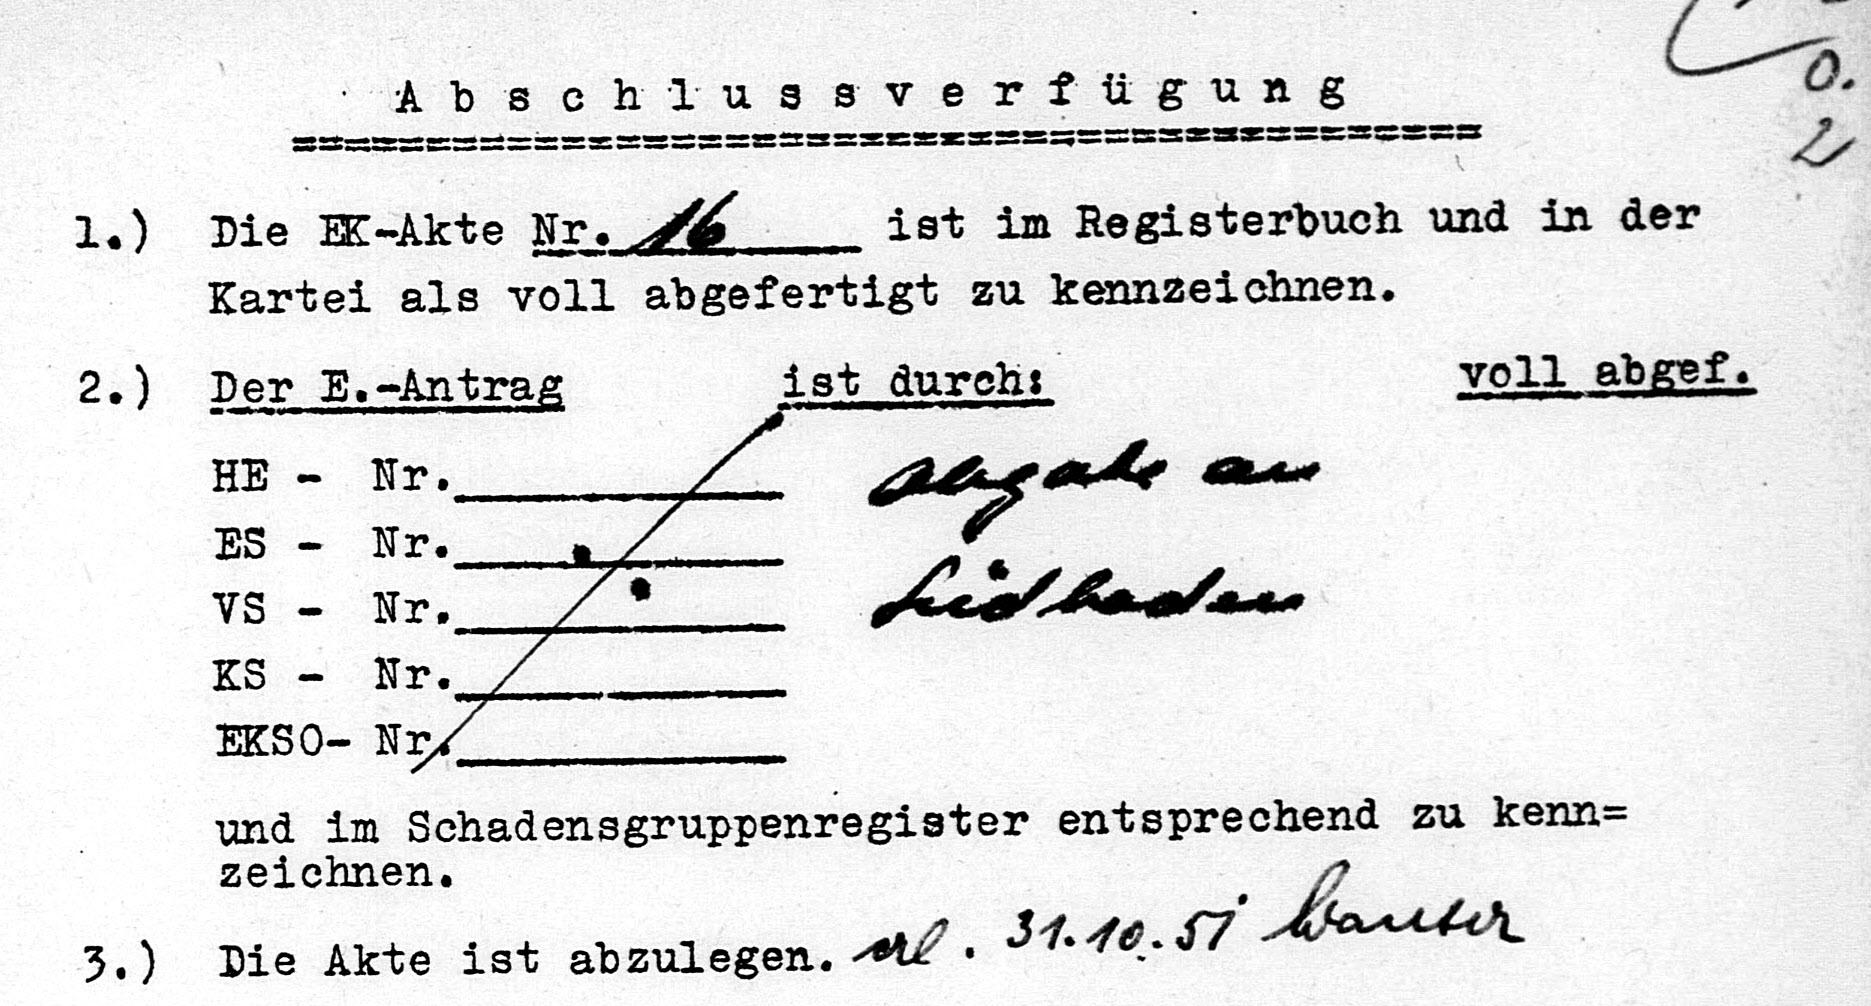 0.
2
Abschlussverfügung
1.) Die EK-Akte Nr. 16 ist im Registerbuch und in der
Kartei als voll abgefertigt zu kennzeichnen.
2.) Der E.-Antrag ist durch: voll abgef.
HE - Nr. Abgabe an
ES - Nr.
VS - Nr. Südbaden
KS - Nr.
EKSO- Nr.
und im Schadensgruppenregister entsprechend zu kenn=
zeichnen.
3.) Die Akte ist abzulegen. erl. 31.10.51